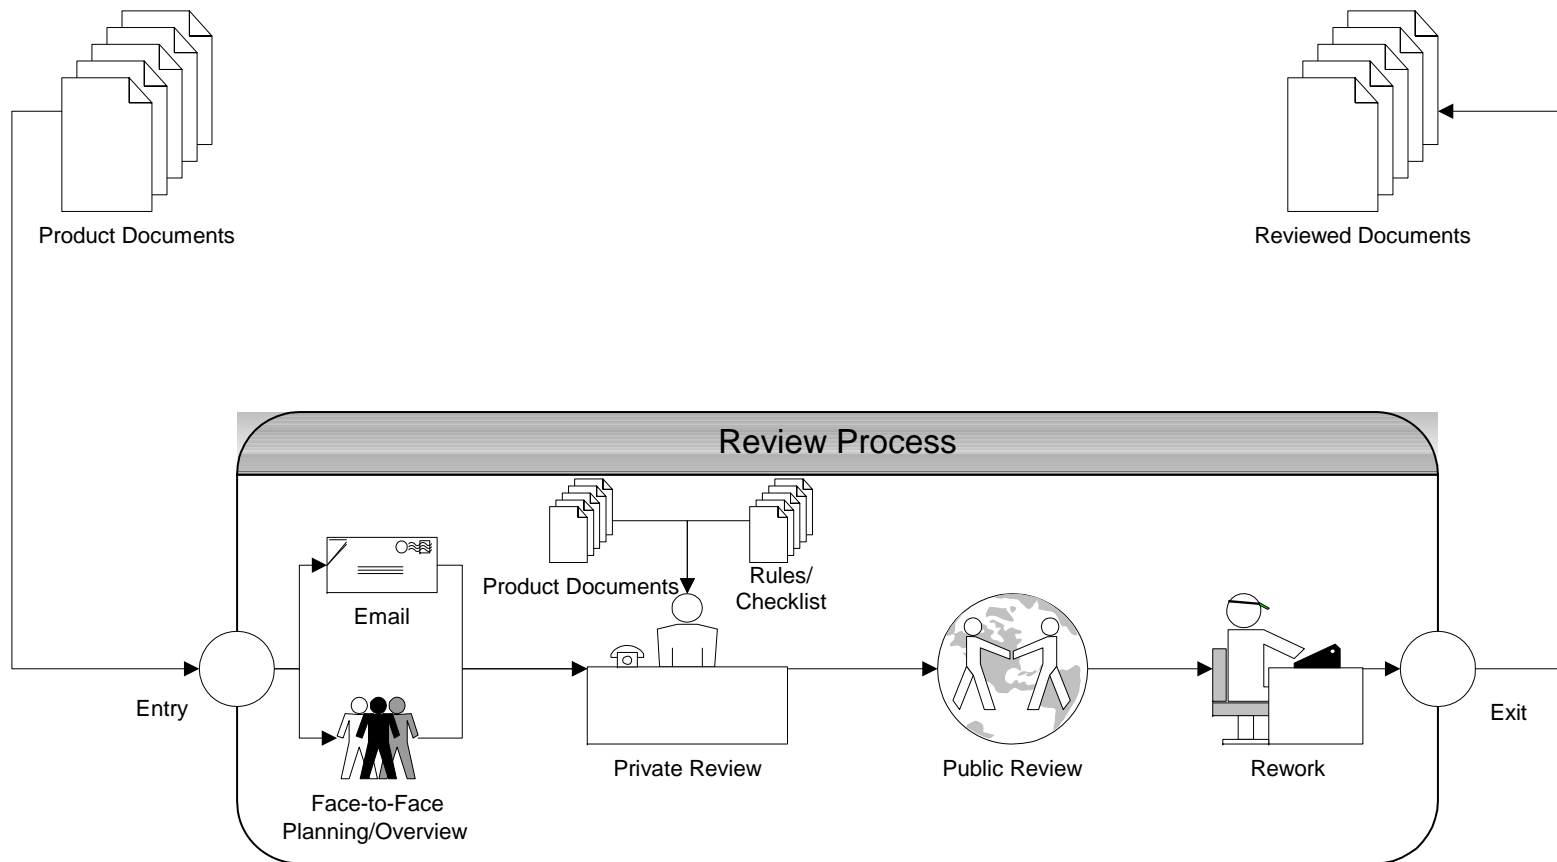 Product Documents
Reviewed Documents
Review Process
Product Documents
Rules/
Checklist
Email
Entry
Exit
Face-to-Face
Planning/Overview
Private Review
Public Review
Rework